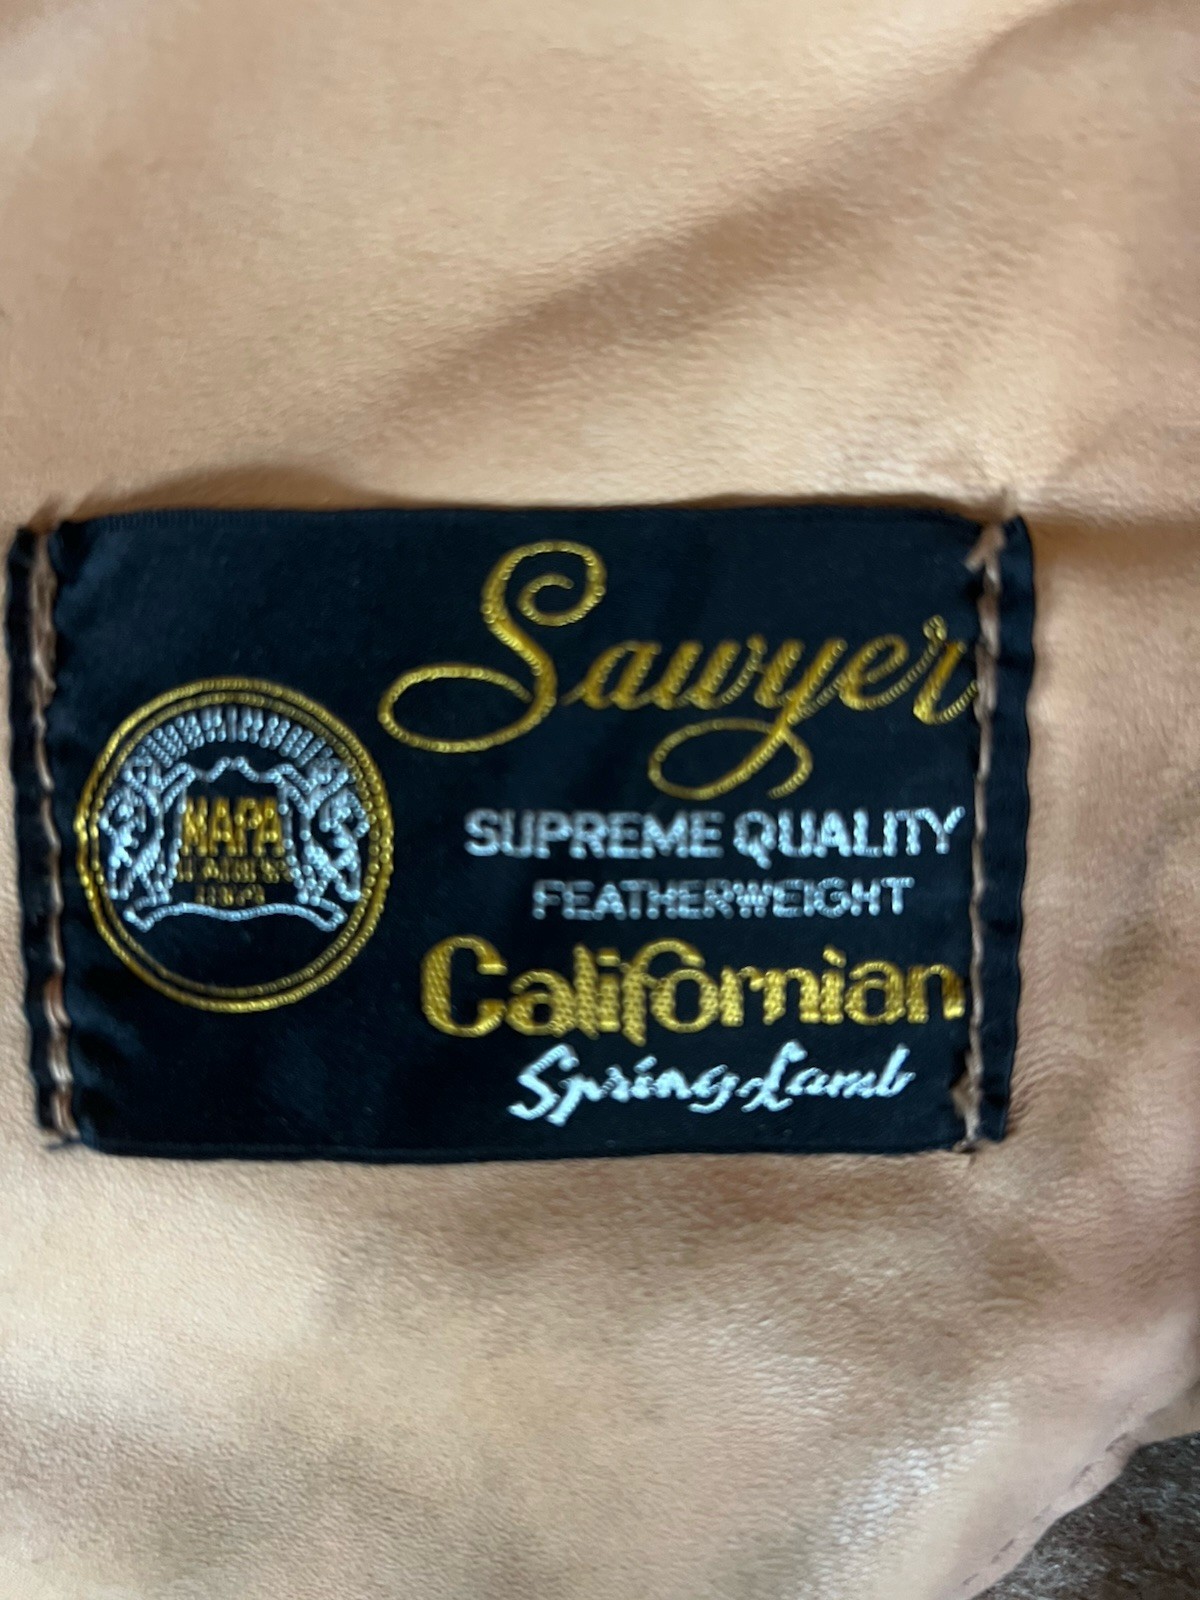 Sawyer
SUPREME QUALITY
FEATHERWEIGHT
Californian
Spring Lamb
NAPA